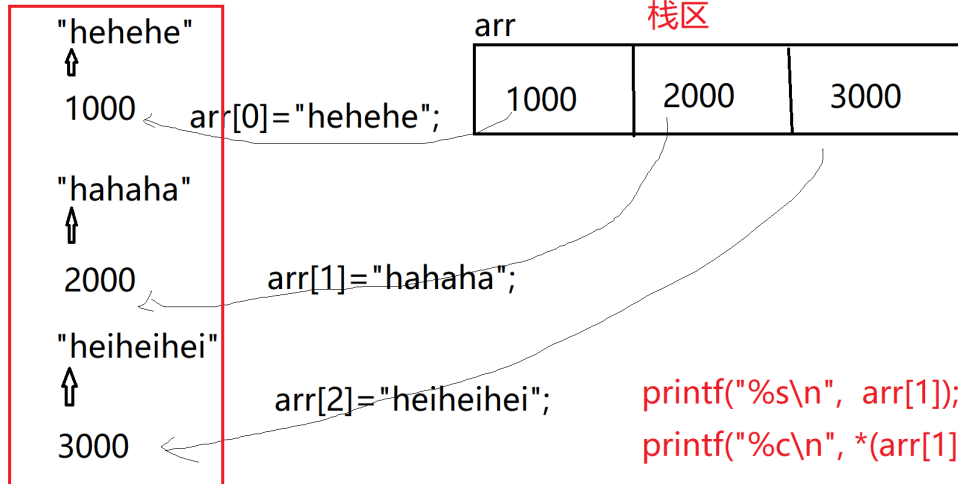 "hehehe"
1000
"hahaha"
2000
"heiheihei"
3000
arr[0]="hehehe";
arr[1]="hahaha";
arr[2]="heiheihei";
栈区
arr
1000 2000 3000
printf("%s\n", arr[1]);
printf("%c\n", *(arr[1]